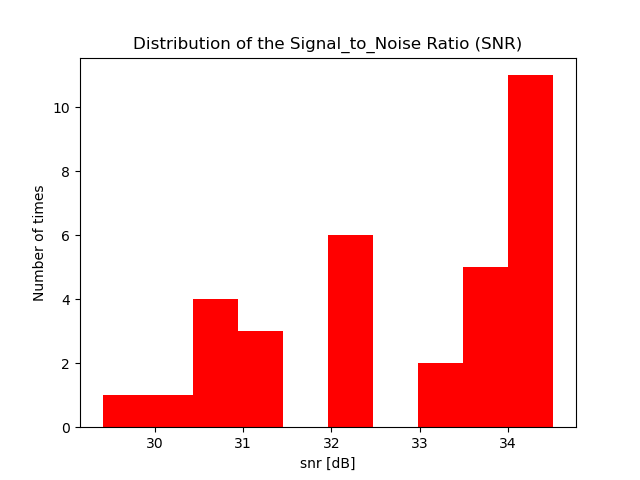 Distribution of the Signal_to_Noise Ratio (SNR)
10
8
6
4
2
0
Number of times
30 31 32 33 34
snr [dB]